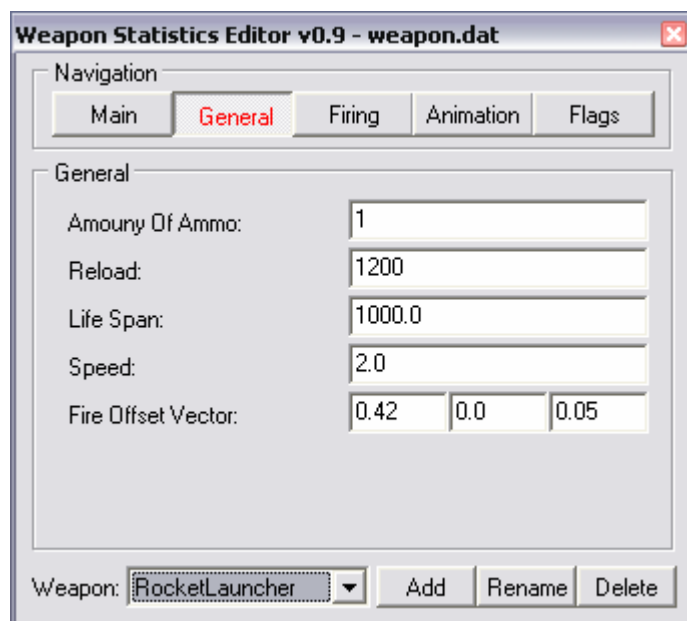 Weapon Statistics Editor v0.9 - weapon.dat
Navigation
Main General Firing Animation Flags
General
Amouny Of Ammo: 1
Reload: 1200
Life Span: 1000.0
Speed: 2.0
Fire Offset Vector: 0.42 0.0 0.05
Weapon: RocketLauncher Add Rename Delete